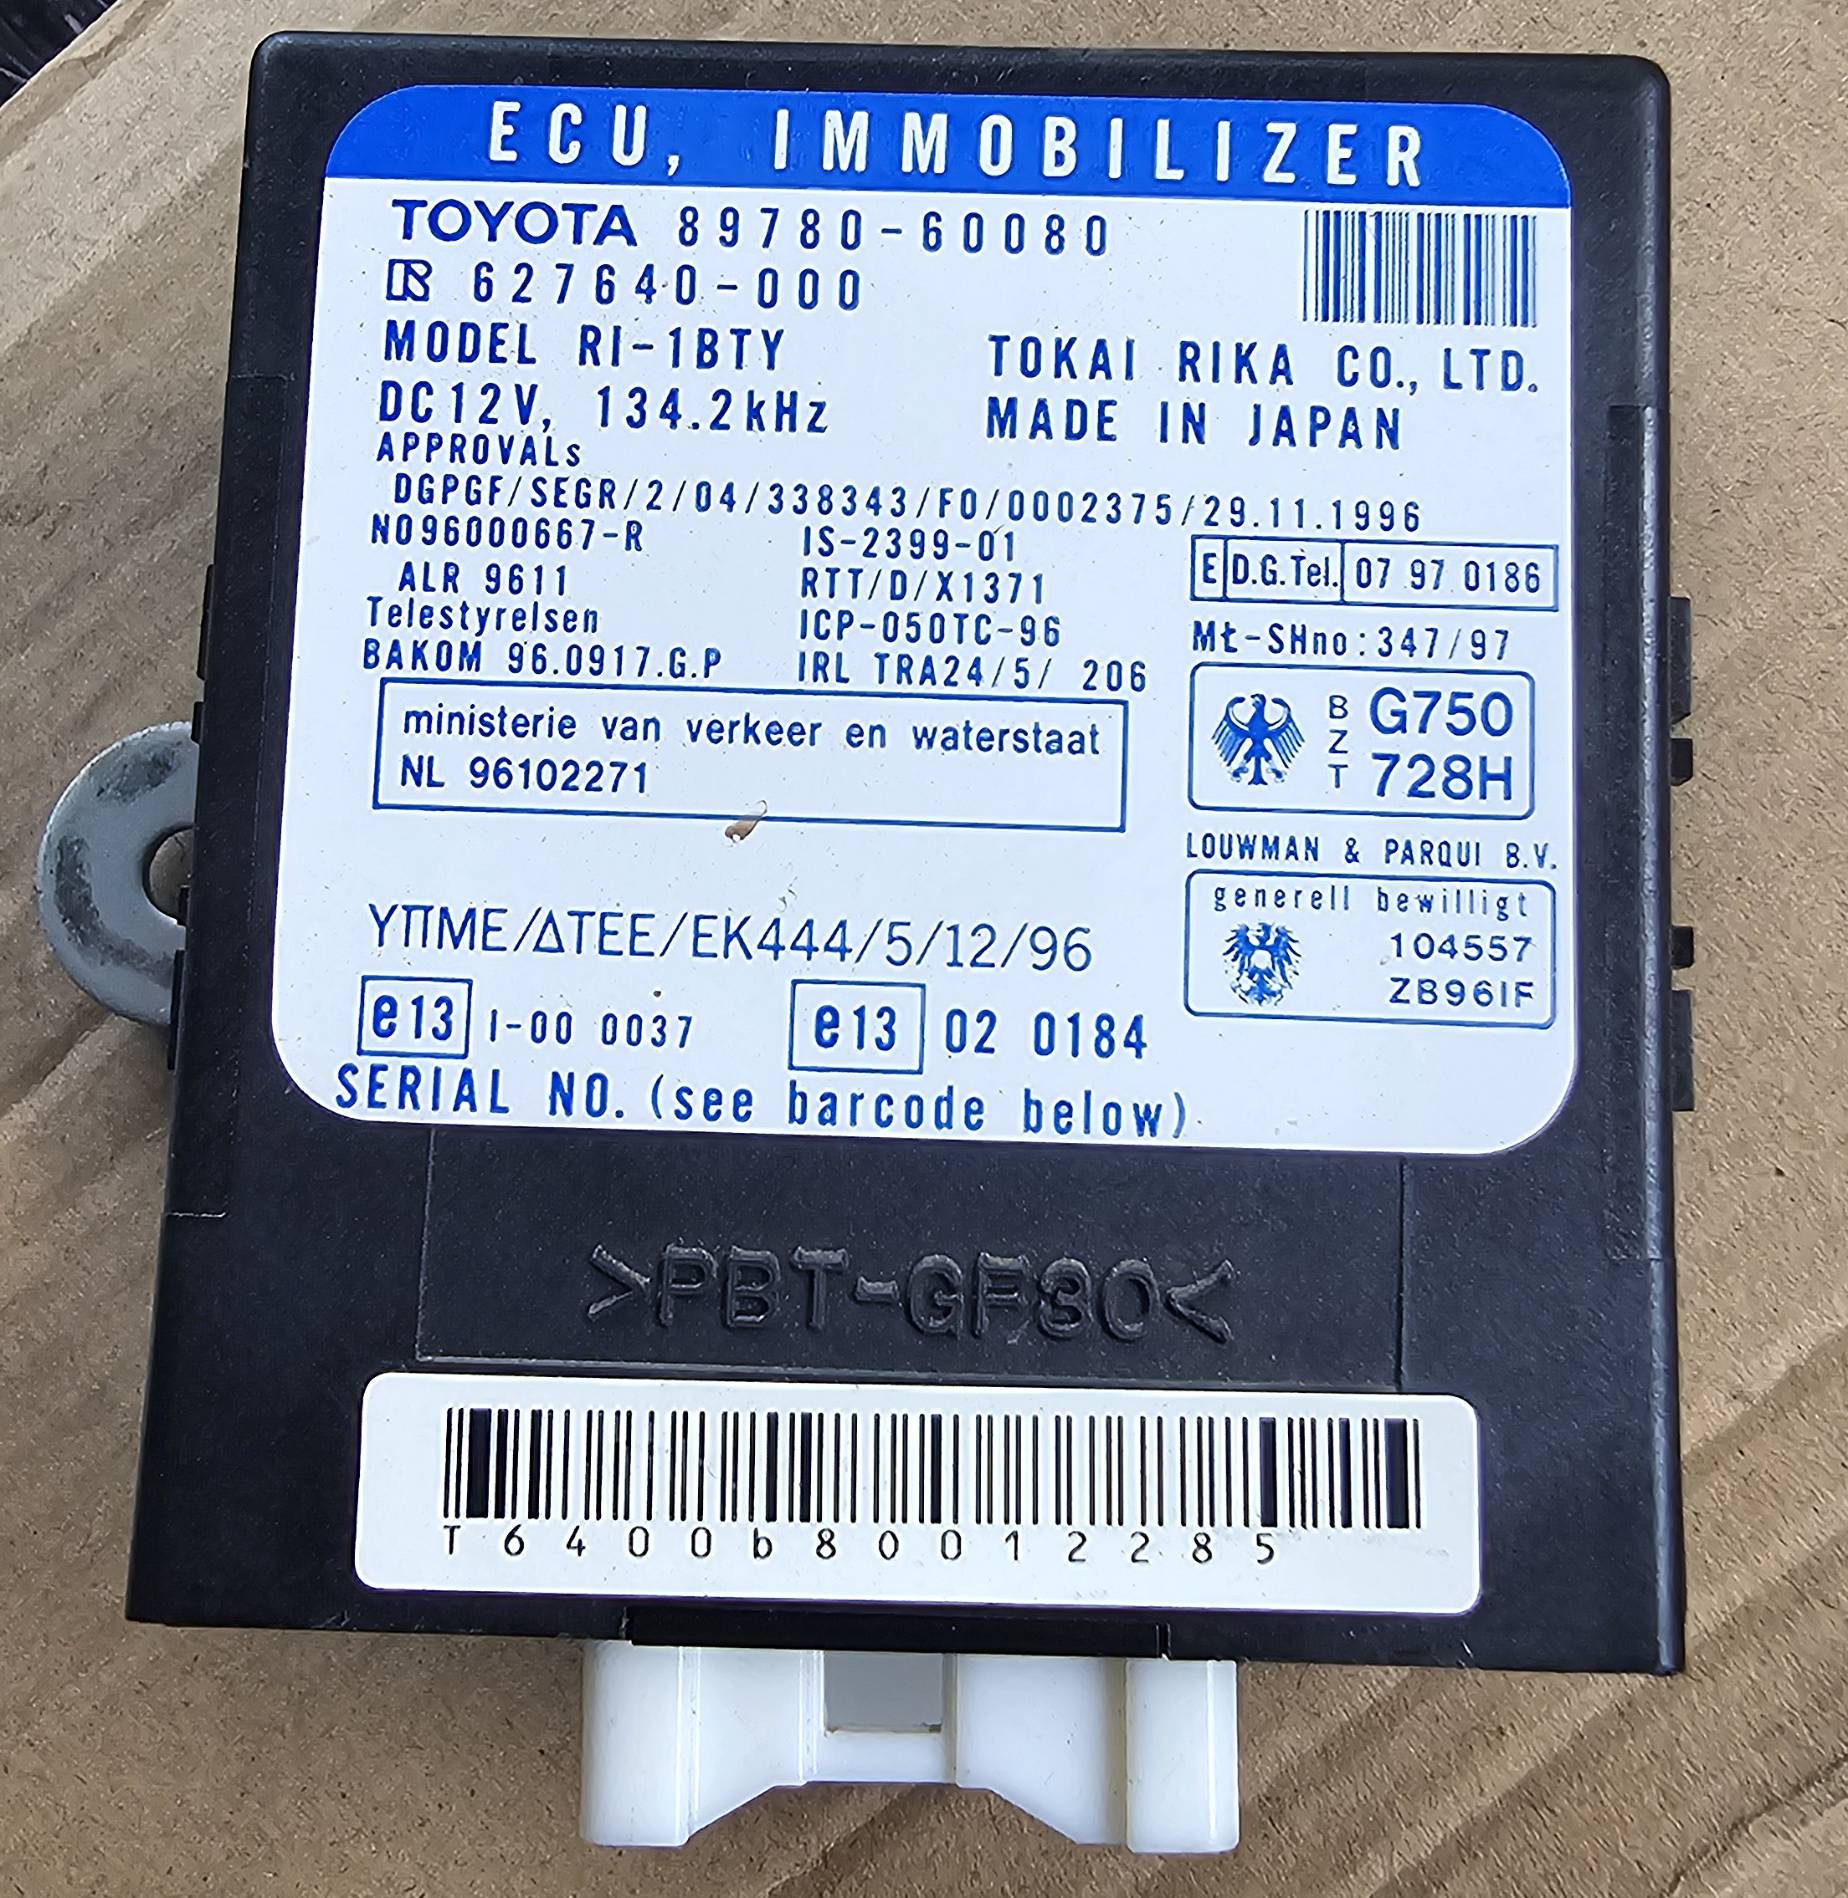 ECU, IMMOBILIZER
TOYOTA 89780-60080
627640-000
MODEL RI-1BTY
TOKAI RIKA CO., LTD.
DC12V, 134.2kHz
MADE IN JAPAN
APPROVALs
DGPGF/SEGR/2/04/338343/FO/0002375/29.11.1996
NO96000667-R
IS-2399-01
E D.G.Tel. 07 97 0186
ALR 9611
RTT/D/X1371
Telestyrelsen
ICP-050TC-96
Mt-SHno:347/97
BAKOM 96.0917.G.P
IRL TRA24/5/ 206
ministerie van verkeer en waterstaat
NL 96102271
BZT G750
728H
LOUWMAN & PARQUI B.V.
generell bewilligt
104557
ZB96IF
ΥΠΜΕ/ΔΤΕΕ/ΕΚ444/5/12/96
e13 I-00 0037
e13 02 0184
SERIAL NO. (see barcode below)
>PBT-GF30<
T6400b80012285